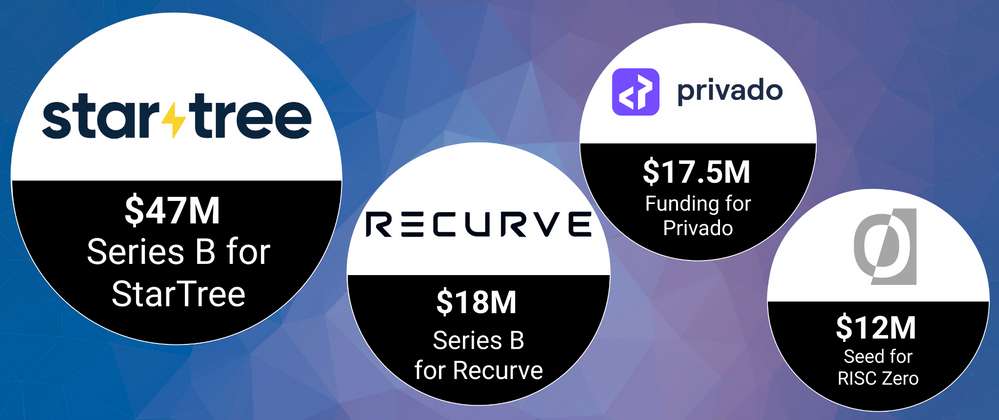 star tree
$47M
Series B for
StarTree
RECURVE
$18M
Series B
for Recurve
privado
$17.5M
Funding for
Privado
$12M
Seed for
RISC Zero